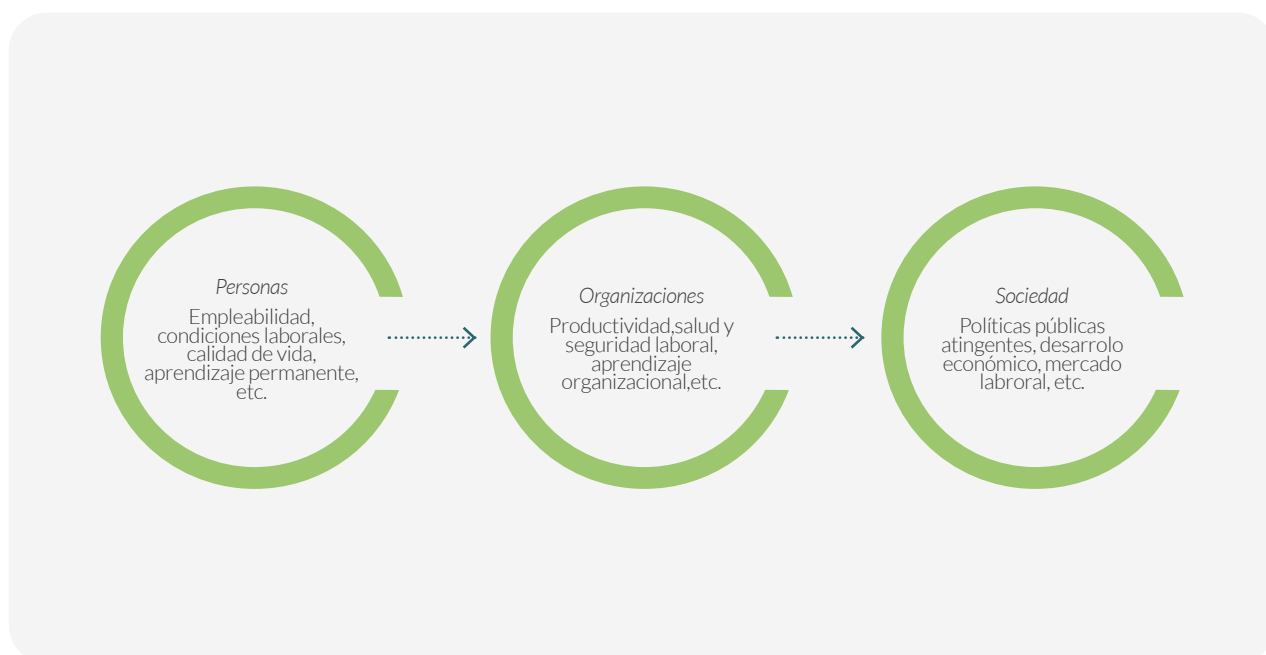 Personas
Empleabilidad,
condiciones laborales,
calidad de vida,
aprendizaje permanente,
etc.
Organizaciones
Productividad,salud y
seguridad laboral,
aprendizaje
organizacional,etc.
Sociedad
Políticas públicas
atingentes, desarrolo
económico, mercado
labroral, etc.